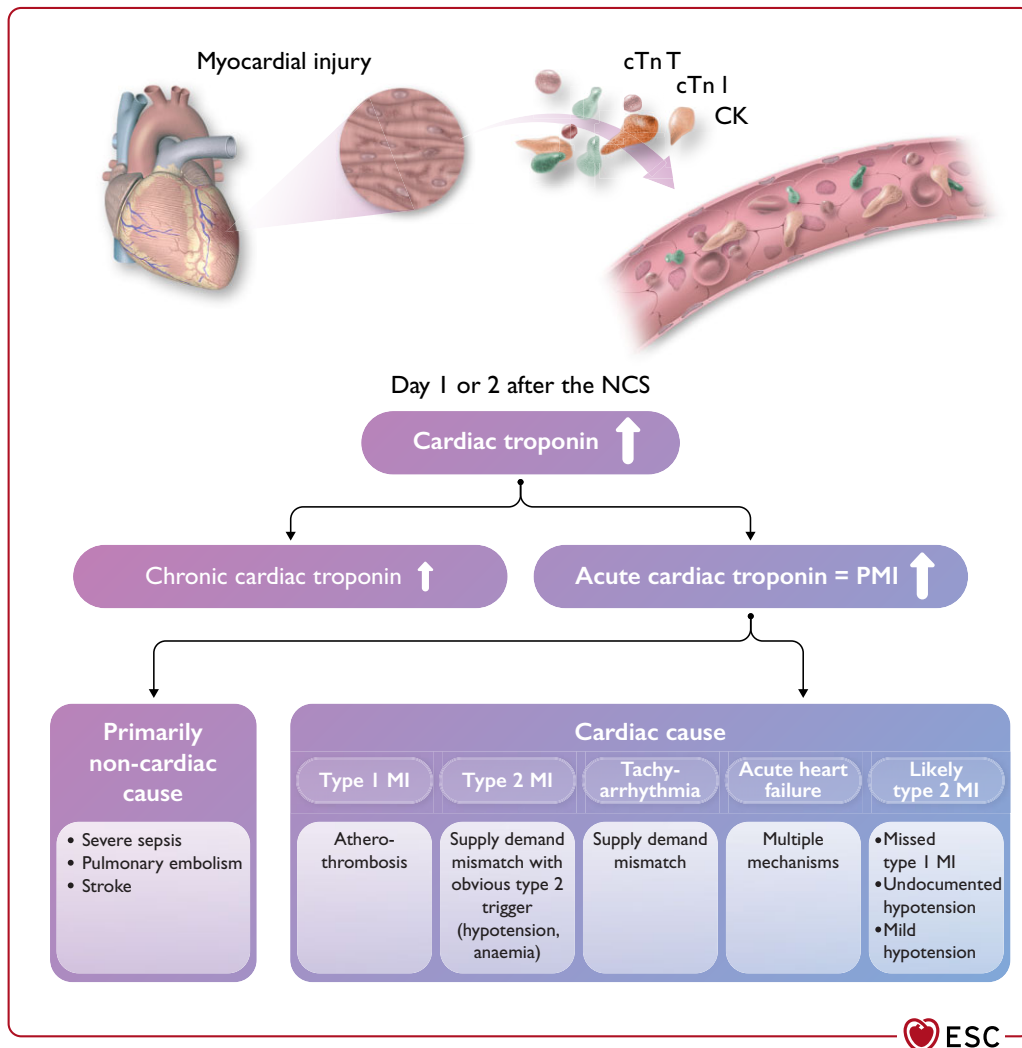 Myocardial injury
cTn T
cTn I
CK
Day 1 or 2 after the NCS
Cardiac troponin
Chronic cardiac troponin
Acute cardiac troponin = PMI
Primarily
non-cardiac
cause
• Severe sepsis
• Pulmonary embolism
• Stroke
Cardiac cause
Type 1 MI
Athero-
thrombosis
Type 2 MI
Supply demand
mismatch with
obvious type 2
trigger
(hypotension,
anaemia)
Tachy-
arrhythmia
Supply demand
mismatch
Acute heart
failure
Multiple
mechanisms
Likely
type 2 MI
•Missed
type 1 MI
•Undocumented
hypotension
•Mild
hypotension
ESC